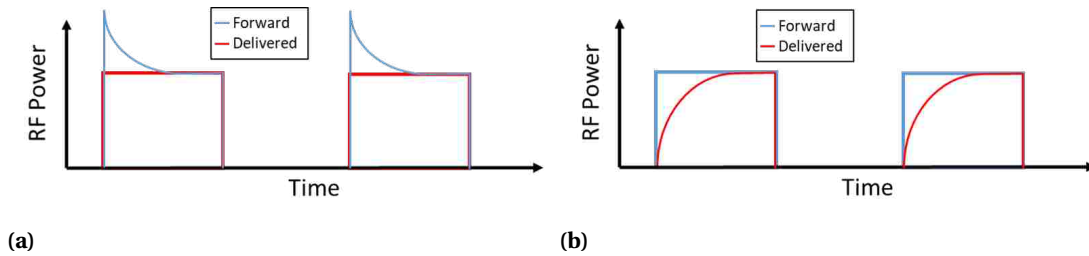 Forward
Delivered
RF Power
Time
(a)
Forward
Delivered
RF Power
Time
(b)